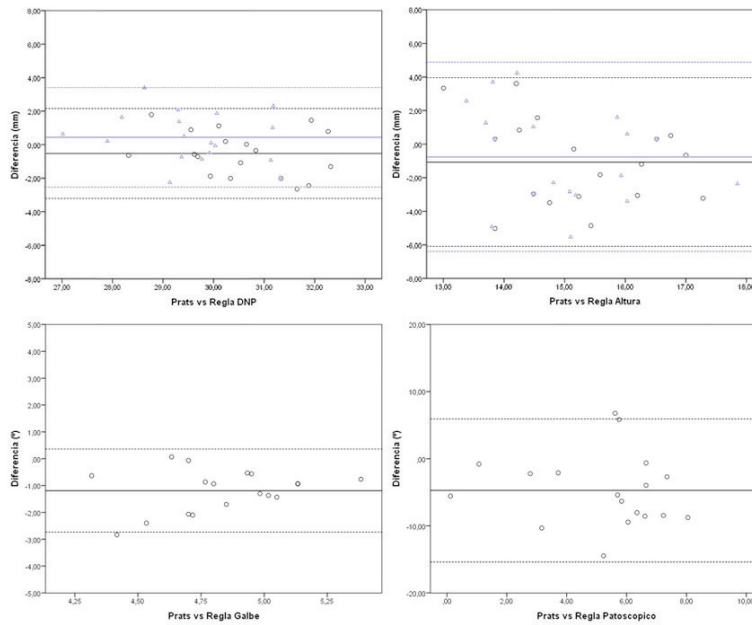 8,00
6,00
4,00
2,00
0,00
-2,00
-4,00
-6,00
-8,00
Diferencia (mm)
27,00 28,00 29,00 30,00 31,00 32,00 33,00
Prats vs Regla DNP
8,00
6,00
4,00
2,00
0,00
-2,00
-4,00
-6,00
-8,00
Diferencia (mm)
13,00 14,00 15,00 16,00 17,00 18,00
Prats vs Regla Altura
5,00
4,00
3,00
2,00
1,00
,00
-1,00
-2,00
-3,00
-4,00
-5,00
Diferencia (º)
4,25 4,50 4,75 5,00 5,25
Prats vs Regla Galbe
20,00
10,00
,00
-10,00
-20,00
Diferencia (º)
,00 2,00 4,00 6,00 8,00 10,00
Prats vs Regla Patoscopico